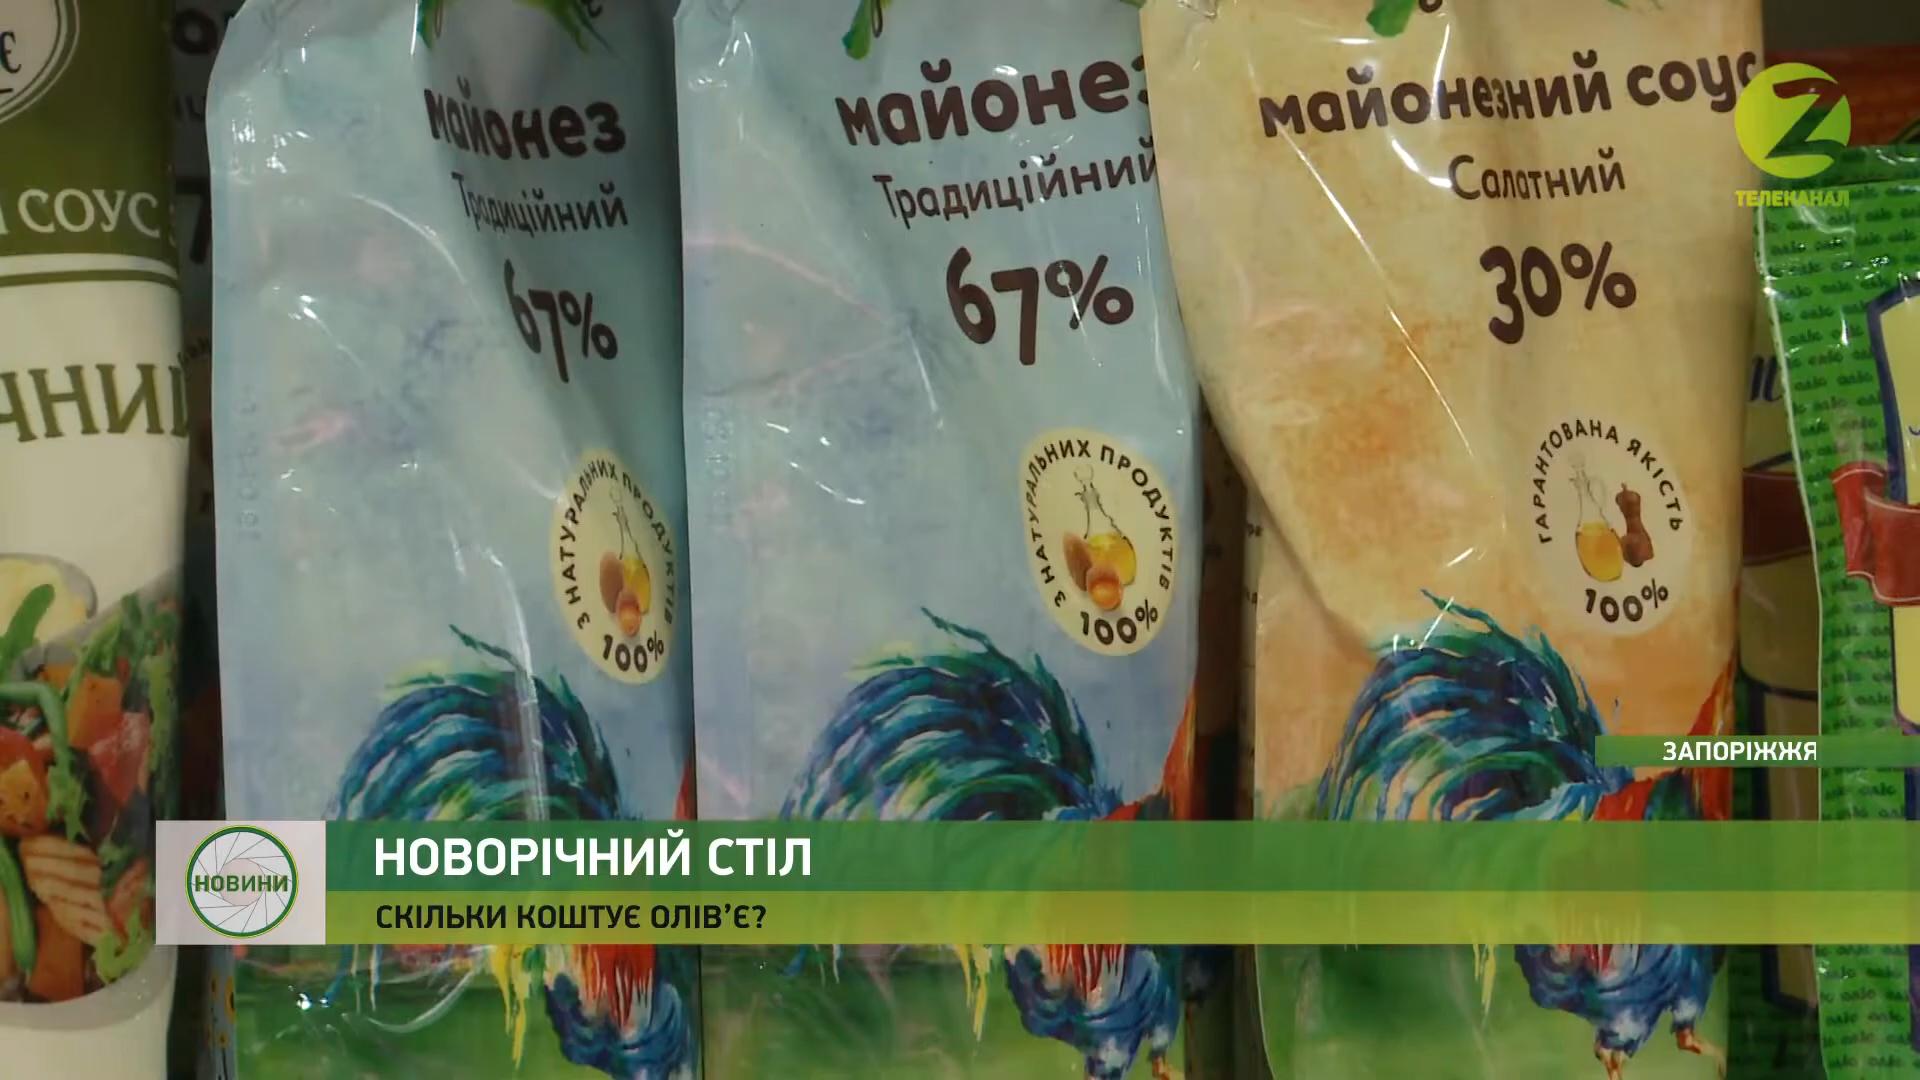 майонез
Традиційний
67%
З НАТУРАЛЬНИХ ПРОДУКТІВ
100%
майонез
Традиційний
67%
З НАТУРАЛЬНИХ ПРОДУКТІВ
100%
майонезний соус
Салатний
30%
ГАРАНТОВАНА ЯКІСТЬ
100%
СОУС
Z
ТЕЛЕКАНАЛ
ЗАПОРІЖЖЯ
НОВИНИ
НОВОРІЧНИЙ СТІЛ
СКІЛЬКИ КОШТУЄ ОЛІВ’Є?